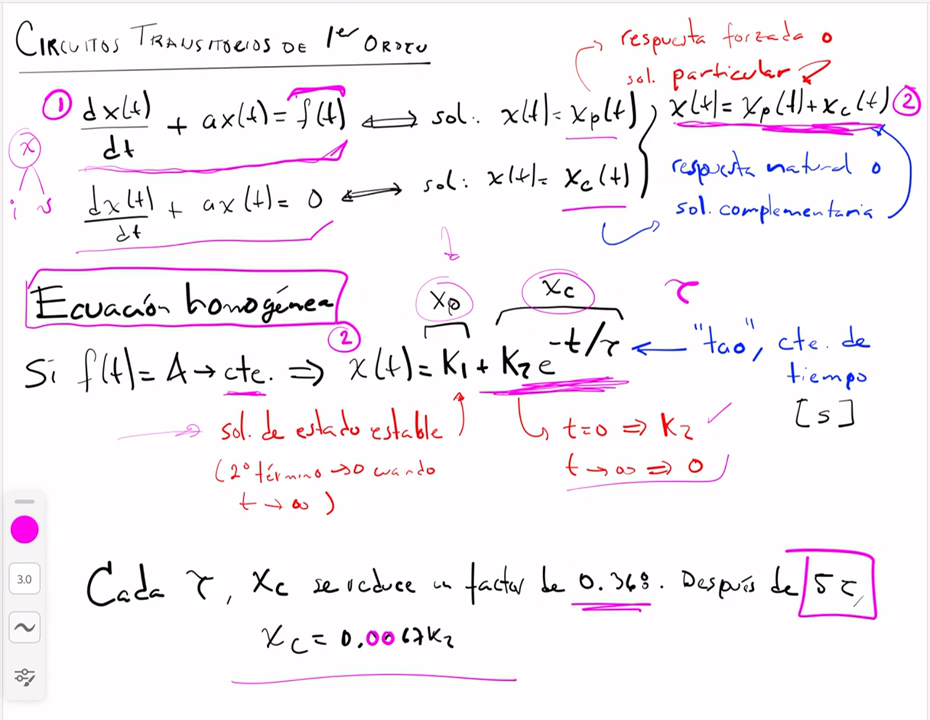 CIRCUITOS TRANSITORIOS DE 1er ORDEN
respuesta forzada o
sol. particular
① dx(t)/dt + ax(t) = f(t) ⟺ sol: x(t) = xp(t)
x(t) = xp(t) + xc(t) ②
x
i v
dx(t)/dt + ax(t) = 0 ⟺ sol: x(t) = xc(t)
respuesta natural o
sol. complementaria
Ecuación homogénea
xp
xc
τ
②
Si f(t) = A → cte. ⇒ x(t) = K1 + K2 e^-t/τ ← "tao", cte. de
tiempo
[s]
sol. de estado estable
(2º término → 0 cuando
t → ∞)
t = 0 ⇒ K2 ✓
t → ∞ ⇒ 0
3.0
Cada τ, xc se reduce un factor de 0.368. Después de 5τ,
xc = 0.0067K2